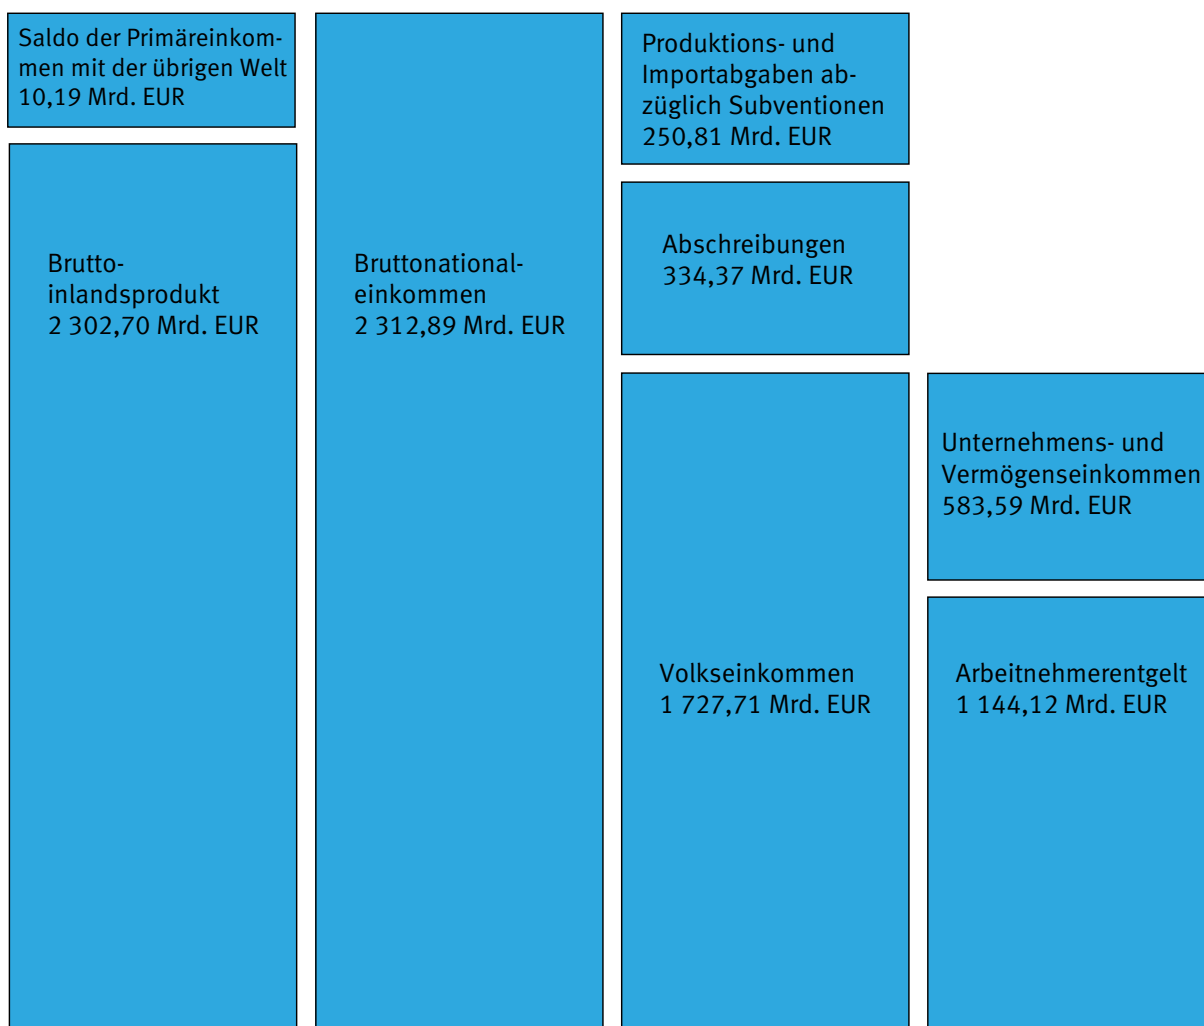 Saldo der Primäreinkom-
men mit der übrigen Welt
10,19 Mrd. EUR
Brutto-
inlandsprodukt
2 302,70 Mrd. EUR
Bruttonational-
einkommen
2 312,89 Mrd. EUR
Produktions- und
Importabgaben ab-
züglich Subventionen
250,81 Mrd. EUR
Abschreibungen
334,37 Mrd. EUR
Volkseinkommen
1 727,71 Mrd. EUR
Unternehmens- und
Vermögenseinkommen
583,59 Mrd. EUR
Arbeitnehmerentgelt
1 144,12 Mrd. EUR